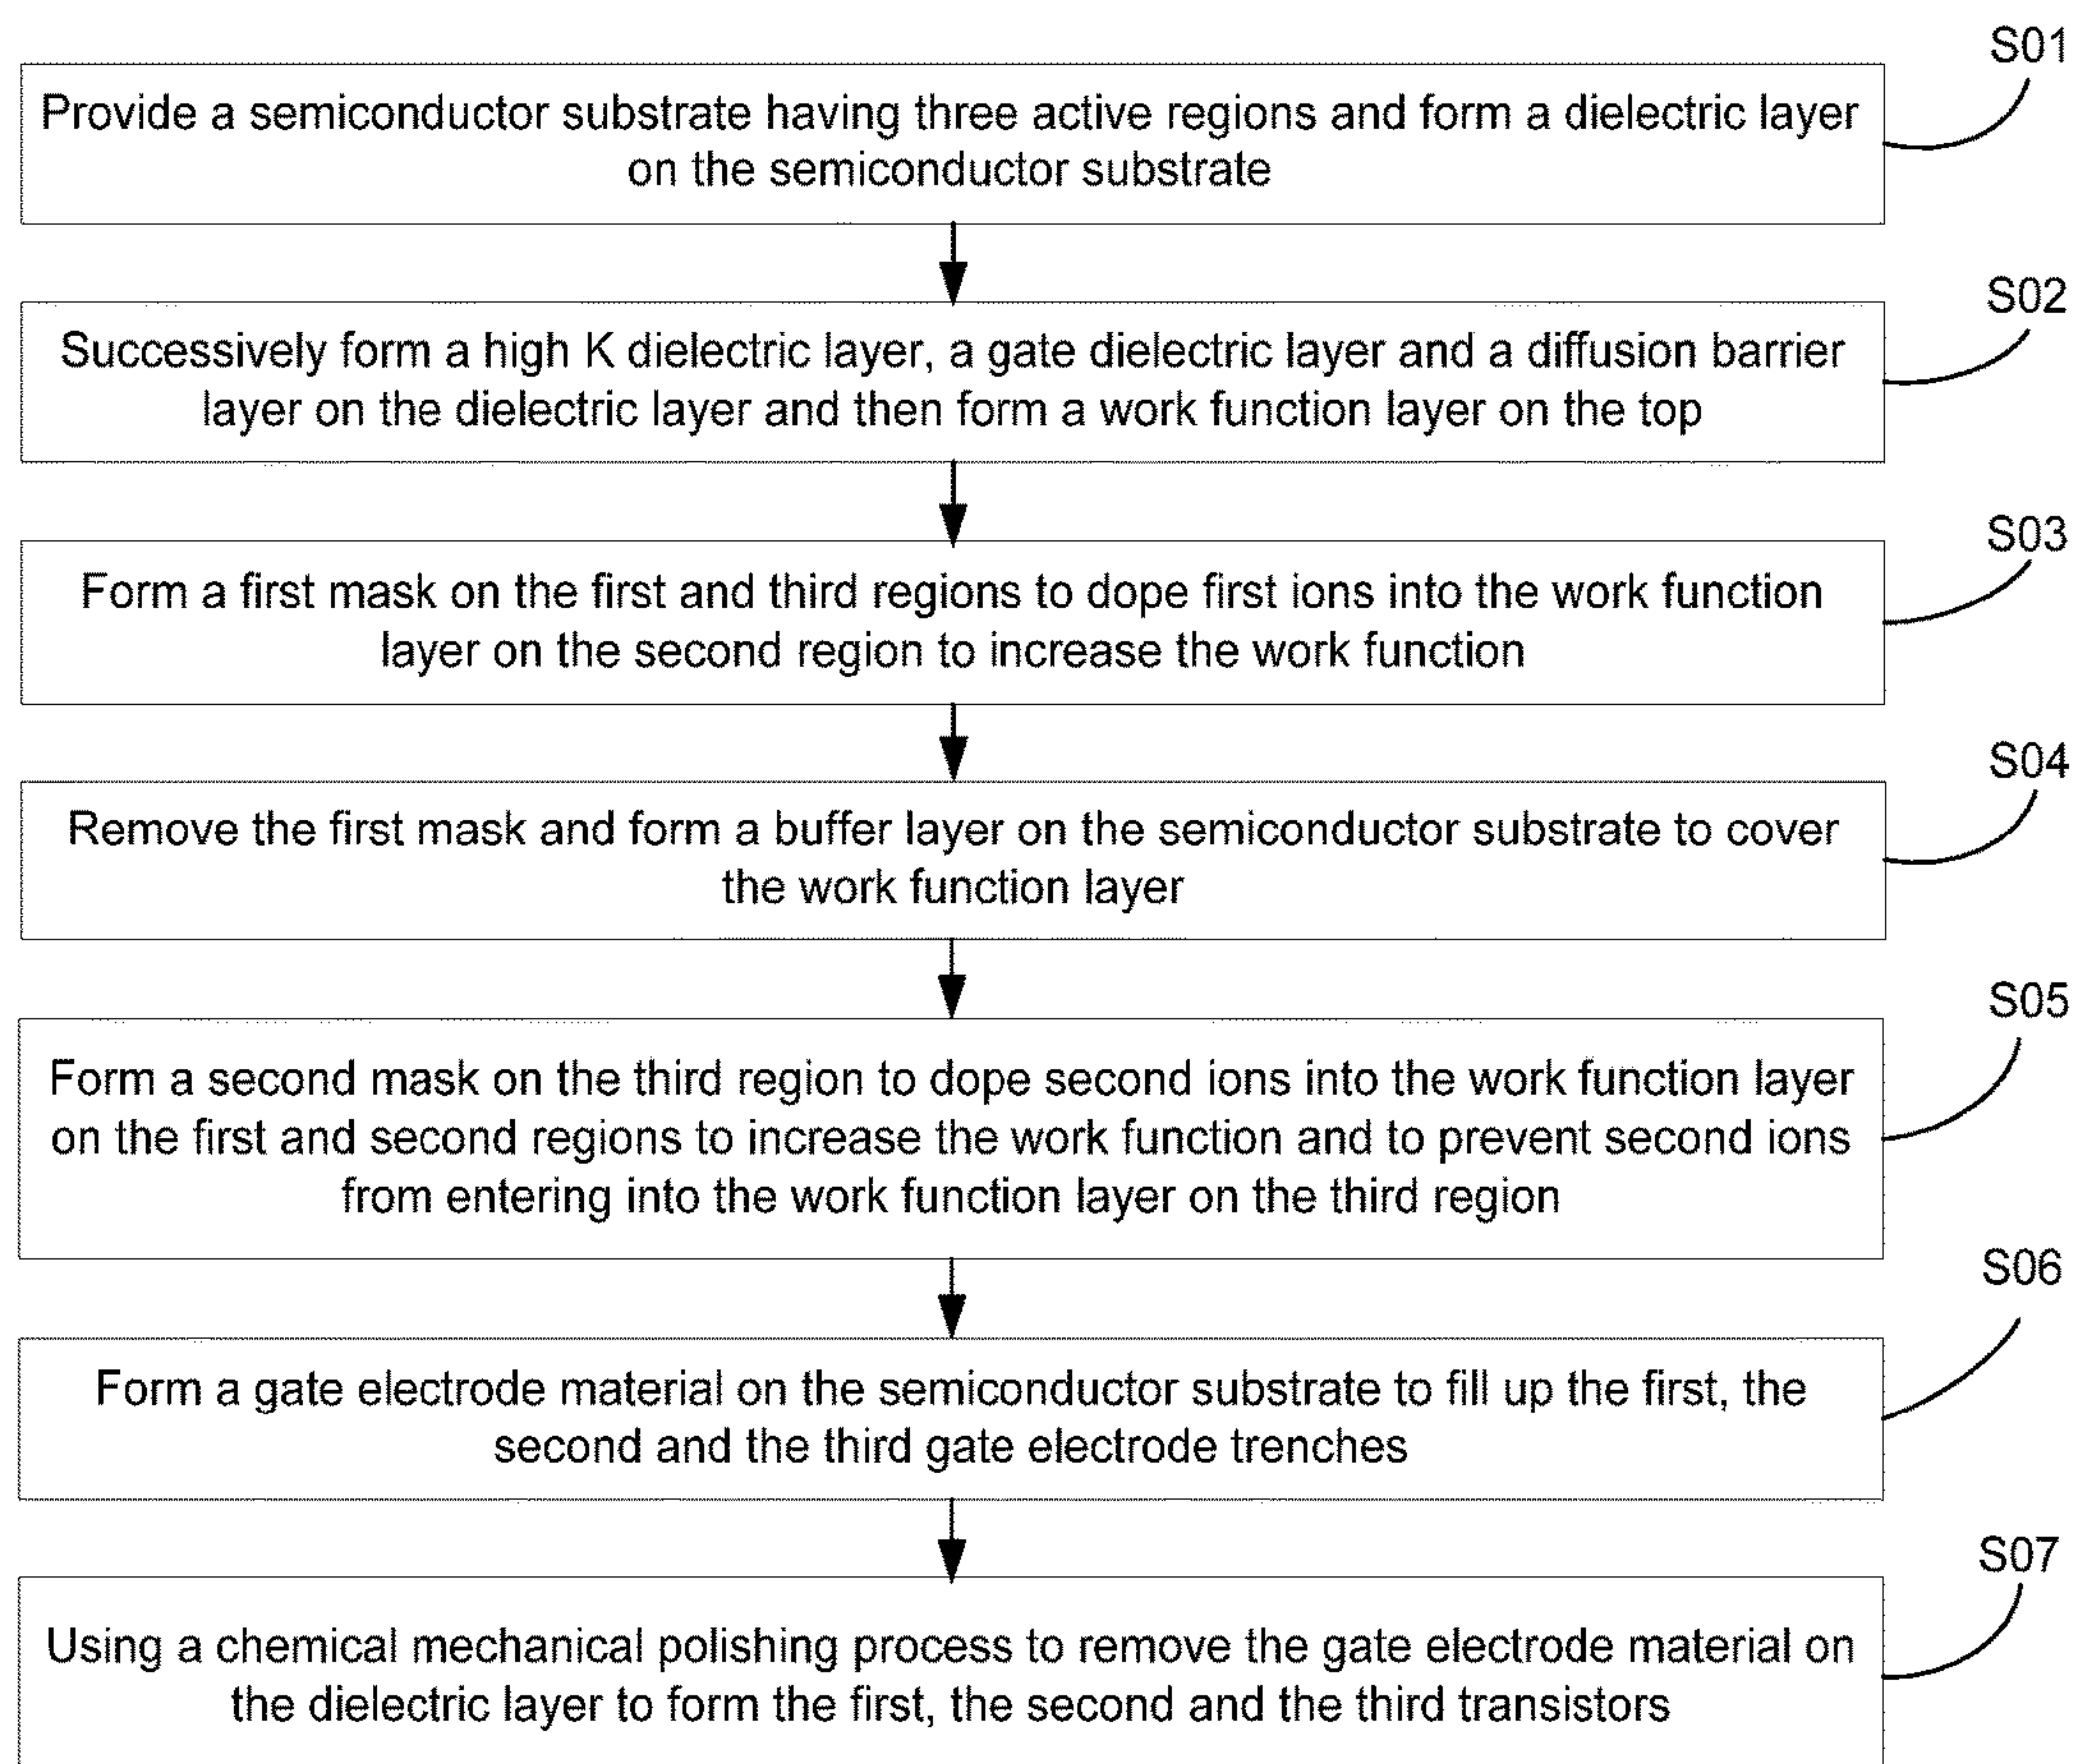 S01
Provide a semiconductor substrate having three active regions and form a dielectric layer
on the semiconductor substrate
S02
Successively form a high K dielectric layer, a gate dielectric layer and a diffusion barrier
layer on the dielectric layer and then form a work function layer on the top
S03
Form a first mask on the first and third regions to dope first ions into the work function
layer on the second region to increase the work function
S04
Remove the first mask and form a buffer layer on the semiconductor substrate to cover
the work function layer
S05
Form a second mask on the third region to dope second ions into the work function layer
on the first and second regions to increase the work function and to prevent second ions
from entering into the work function layer on the third region
S06
Form a gate electrode material on the semiconductor substrate to fill up the first, the
second and the third gate electrode trenches
S07
Using a chemical mechanical polishing process to remove the gate electrode material on
the dielectric layer to form the first, the second and the third transistors